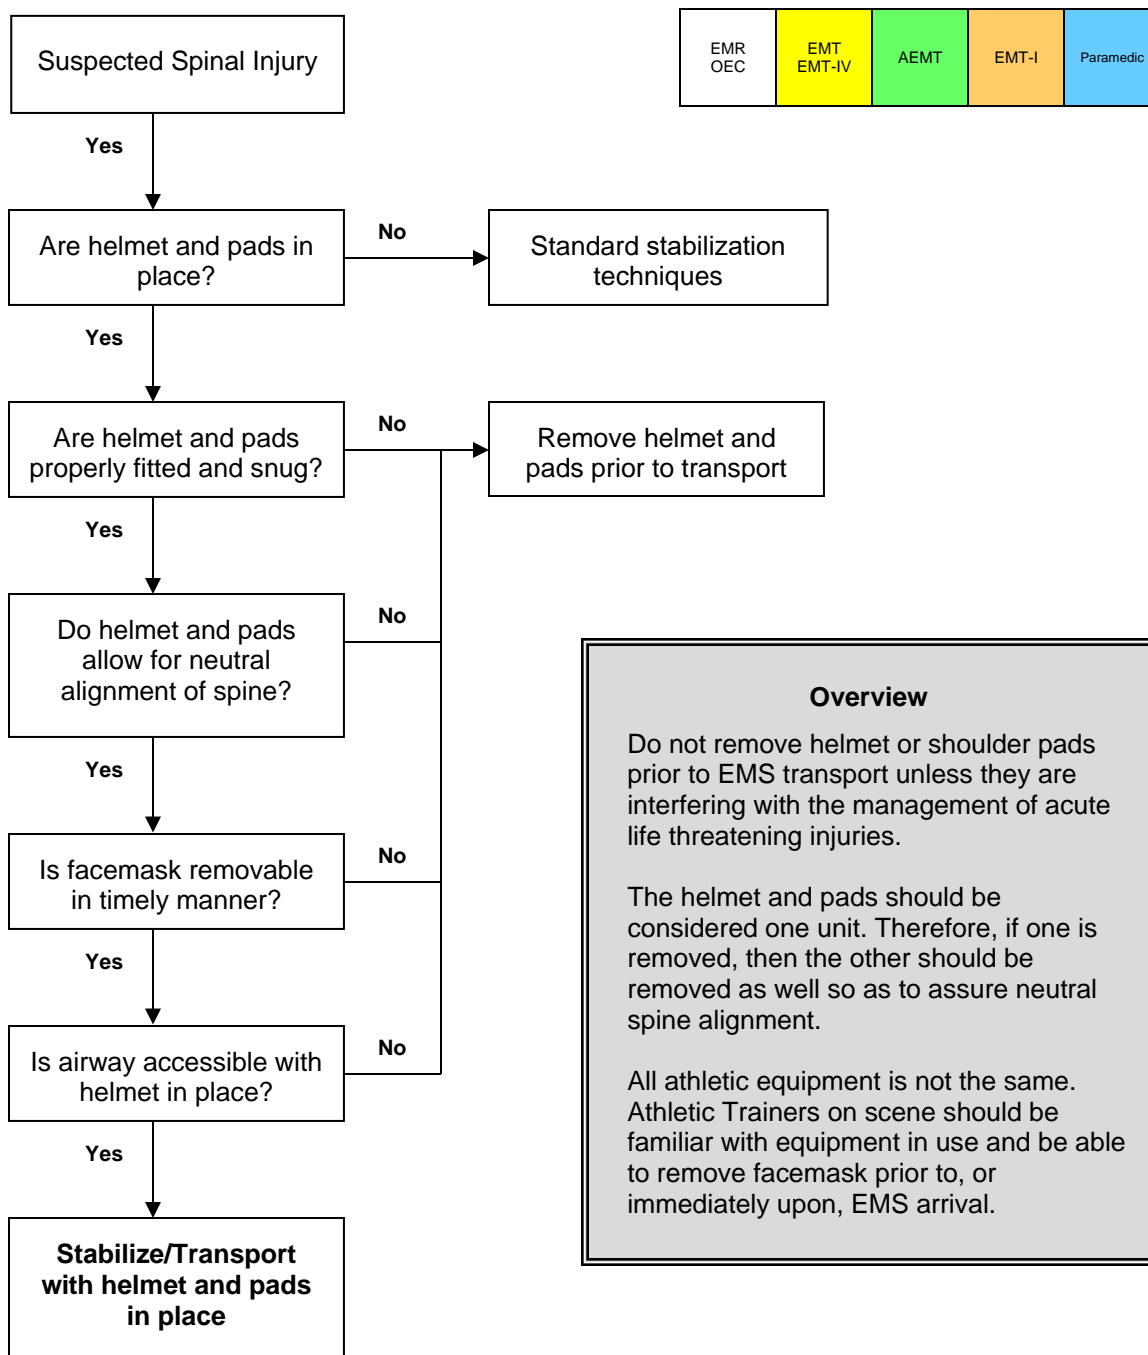 Suspected Spinal Injury
EMR
OEC
EMT
EMT-IV
AEMT
EMT-I
Paramedic
Yes
Are helmet and pads in
place?
No
Standard stabilization
techniques
Yes
Are helmet and pads
properly fitted and snug?
No
Remove helmet and
pads prior to transport
Yes
Do helmet and pads
allow for neutral
alignment of spine?
No
Yes
Is facemask removable
in timely manner?
No
Yes
Is airway accessible with
helmet in place?
No
Yes
Stabilize/Transport
with helmet and pads
in place
Overview
Do not remove helmet or shoulder pads
prior to EMS transport unless they are
interfering with the management of acute
life threatening injuries.
The helmet and pads should be
considered one unit. Therefore, if one is
removed, then the other should be
removed as well so as to assure neutral
spine alignment.
All athletic equipment is not the same.
Athletic Trainers on scene should be
familiar with equipment in use and be able
to remove facemask prior to, or
immediately upon, EMS arrival.